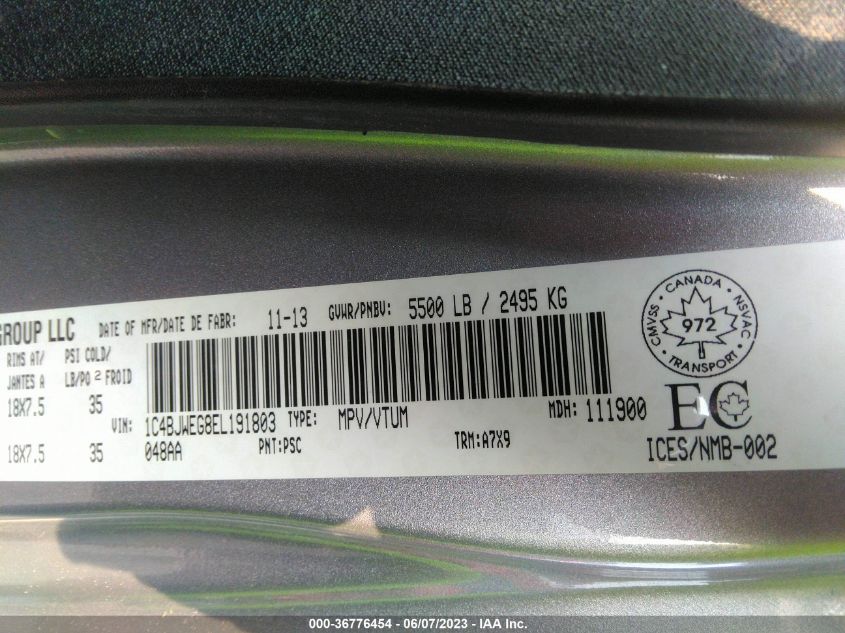 GROUP LLC DATE OF MFR/DATE DE FABR: 11-13 GVWR/PNBV: 5500 LB / 2495 KG
RIMS AT/ PSI COLD/
JANTES A LB/PO 2 FROID
18X7.5 35
VIN: 1C4BJWEG8EL191803 TYPE: MPV/VTUM MDH: 111900
18X7.5 35 048AA PNT:PSC TRM:A7X9
CMVSS • CANADA • NSVAC
972
• TRANSPORT •
EC
ICES/NMB-002
000-36776454 - 06/07/2023 - IAA Inc.